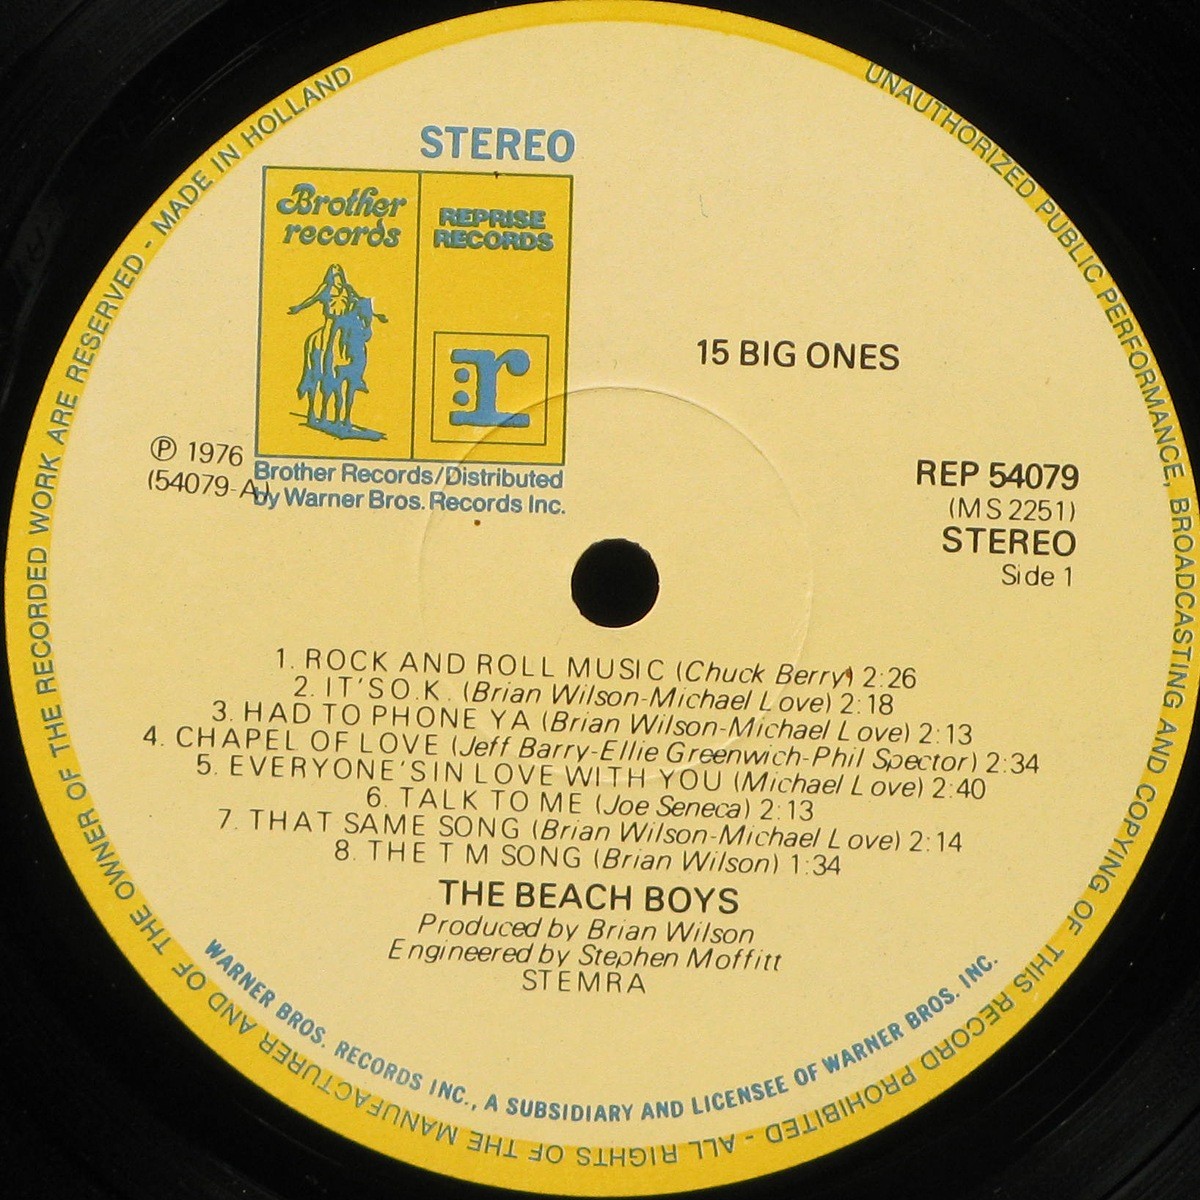 STEREO
Brother
records
REPRISE
RECORDS
r
15 BIG ONES
℗ 1976
(54079-A)
Brother Records/Distributed
by Warner Bros. Records Inc.
REP 54079
(MS 2251)
STEREO
Side 1
1. ROCK AND ROLL MUSIC (Chuck Berry) 2:26
2. IT'S O.K. (Brian Wilson-Michael Love) 2:18
3. HAD TO PHONE YA (Brian Wilson-Michael Love) 2:13
4. CHAPEL OF LOVE (Jeff Barry-Ellie Greenwich-Phil Spector) 2:34
5. EVERYONE'S IN LOVE WITH YOU (Michael Love) 2:40
6. TALK TO ME (Joe Seneca) 2:13
7. THAT SAME SONG (Brian Wilson-Michael Love) 2:14
8. THE T M SONG (Brian Wilson) 1:34
THE BEACH BOYS
Produced by Brian Wilson
Engineered by Stephen Moffitt
STEMRA
WARNER BROS. RECORDS INC., A SUBSIDIARY AND LICENSEE OF WARNER BROS. INC.
UNAUTHORIZED PUBLIC PERFORMANCE, BROADCASTING AND COPYING OF THIS RECORD PROHIBITED - ALL RIGHTS OF THE MANUFACTURER AND OF THE OWNER OF THE RECORDED WORK ARE RESERVED - MADE IN HOLLAND